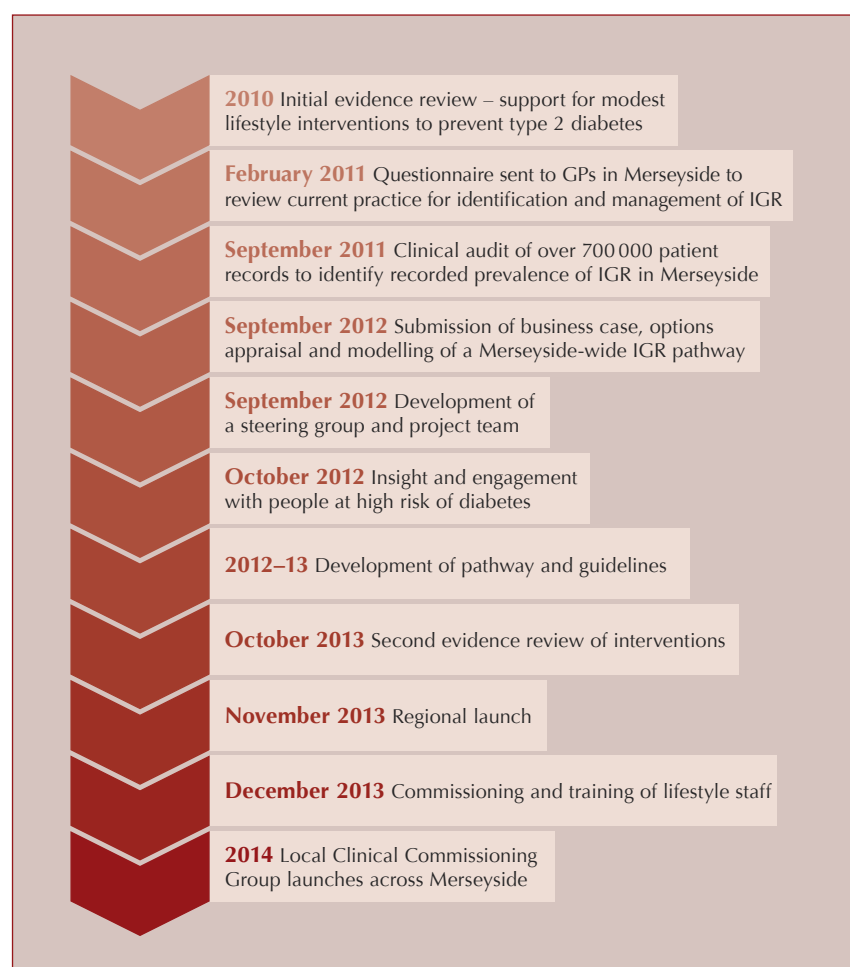 2010 Initial evidence review – support for modest
lifestyle interventions to prevent type 2 diabetes
February 2011 Questionnaire sent to GPs in Merseyside to
review current practice for identification and management of IGR
September 2011 Clinical audit of over 700 000 patient
records to identify recorded prevalence of IGR in Merseyside
September 2012 Submission of business case, options
appraisal and modelling of a Merseyside-wide IGR pathway
September 2012 Development of
a steering group and project team
October 2012 Insight and engagement
with people at high risk of diabetes
2012–13 Development of pathway and guidelines
October 2013 Second evidence review of interventions
November 2013 Regional launch
December 2013 Commissioning and training of lifestyle staff
2014 Local Clinical Commissioning
Group launches across Merseyside